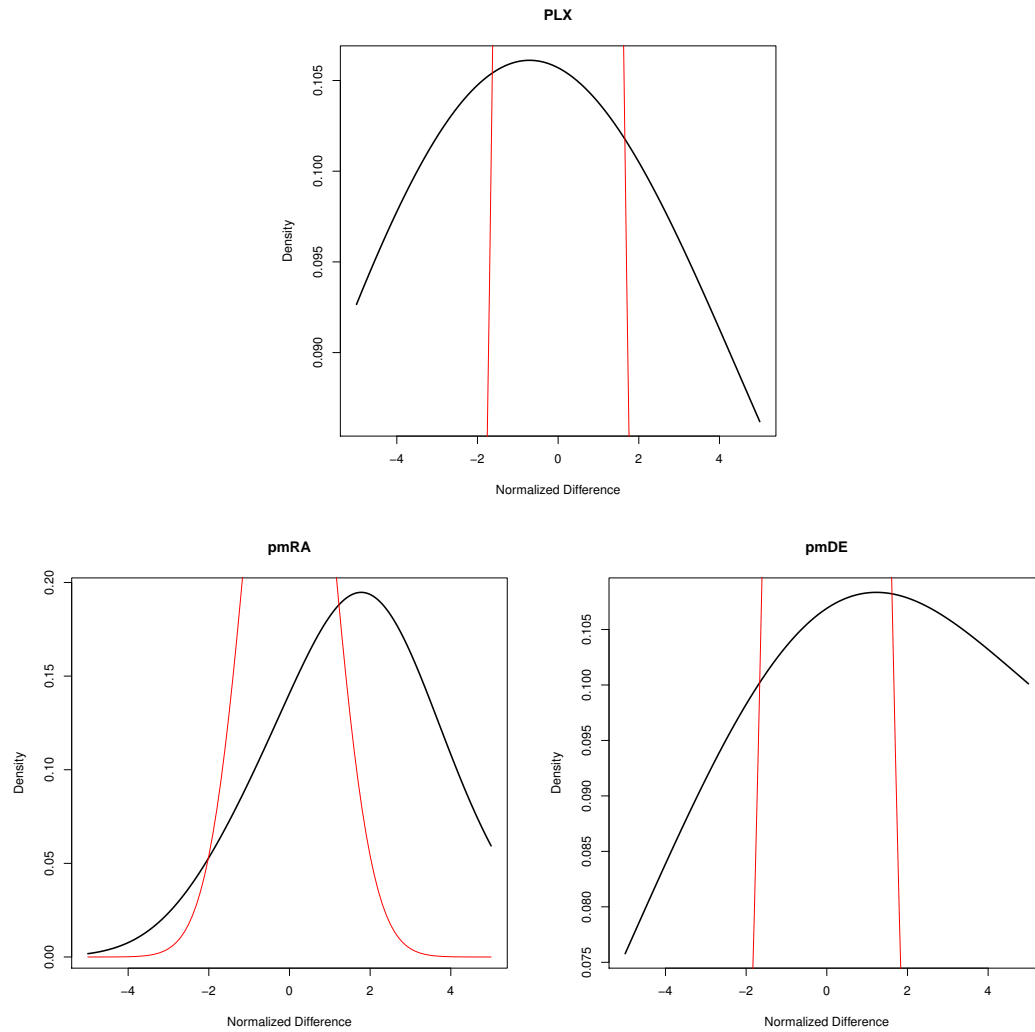 PLX
0.105
0.100
0.095
0.090
Density
−4 −2 0 2 4
Normalized Difference
pmRA
0.20
0.15
0.10
0.05
0.00
Density
−4 −2 0 2 4
Normalized Difference
pmDE
0.105
0.100
0.095
0.090
0.085
0.080
0.075
Density
−4 −2 0 2 4
Normalized Difference